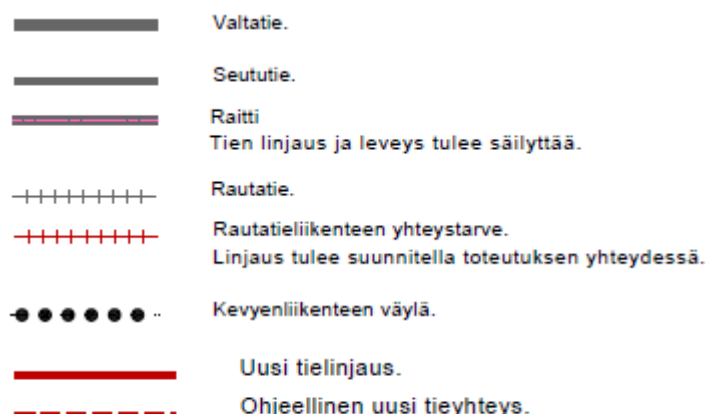 Valtatie.
Seututie.
Raitti
Tien linjaus ja leveys tulee säilyttää.
Rautatie.
Rautatieliikenteen yhteystarve.
Linjaus tulee suunnitella toteutuksen yhteydessä.
Kevyenliikenteen väylä.
Uusi tielinjaus.
Ohjeellinen uusi tieyhteys.